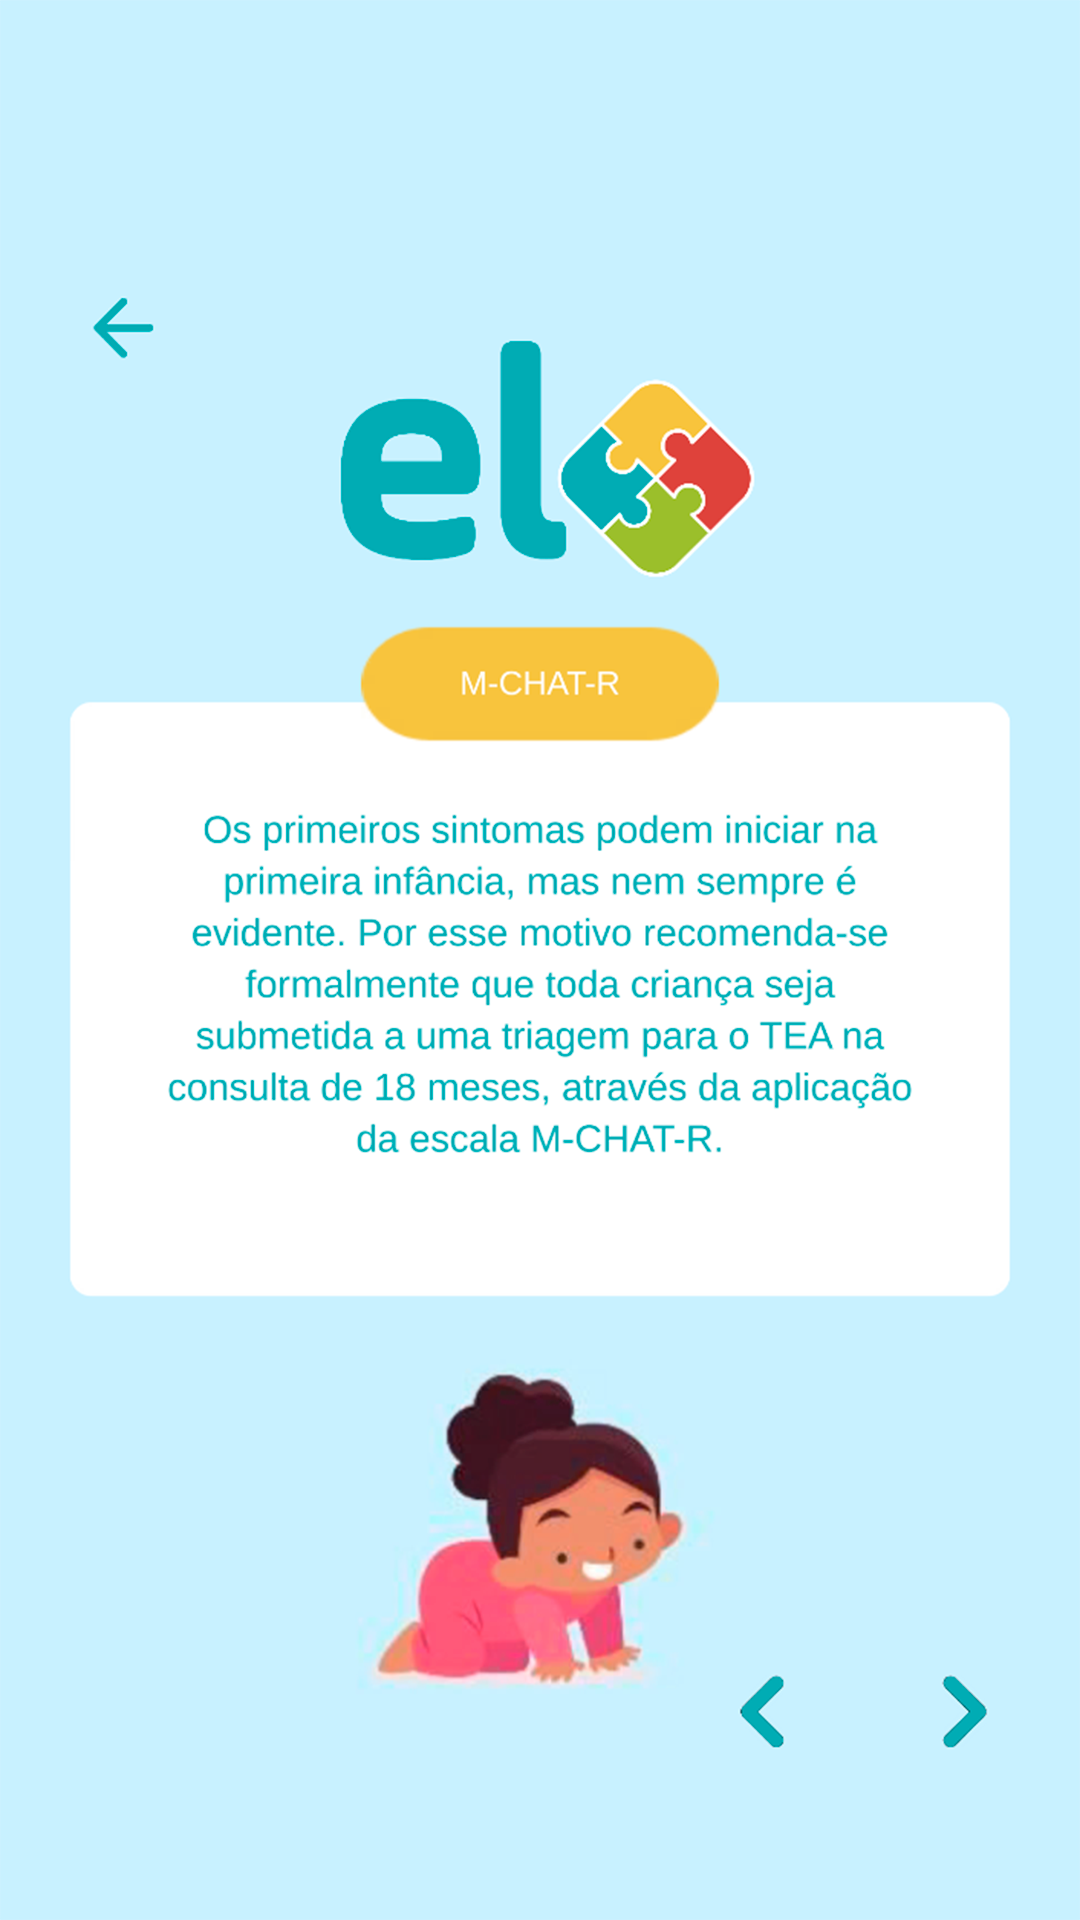 elo
M-CHAT-R
Os primeiros sintomas podem iniciar na
primeira infância, mas nem sempre é
evidente. Por esse motivo recomenda-se
formalmente que toda criança seja
submetida a uma triagem para o TEA na
consulta de 18 meses, através da aplicação
da escala M-CHAT-R.